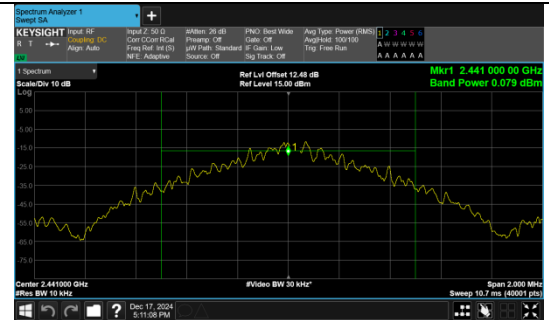 Spectrum Analyzer 1
Swept SA
+
KEYSIGHT
R T
Input: RF
Coupling: DC
Align: Auto
Input Z: 50 Ω
Corr CCorr RCal
Freq Ref: Int (S)
NFE: Adaptive
#Atten: 26 dB
Preamp: Off
µW Path: Standard
Source: Off
PNO: Best Wide
Gate: Off
IF Gain: Low
Sig Track: Off
Avg Type: Power (RMS)
Avg|Hold: 100/100
Trig: Free Run
1 2 3 4 5 6
A W W W W W
A A A A A A
1 Spectrum
Scale/Div 10 dB
Log
Ref Lvl Offset 12.48 dB
Ref Level 15.00 dBm
Mkr1 2.441 000 00 GHz
Band Power 0.079 dBm
5.00
-5.00
-15.0
-25.0
-35.0
-45.0
-55.0
-65.0
-75.0
1
Center 2.441000 GHz
#Res BW 10 kHz
#Video BW 30 kHz*
Span 2.000 MHz
Sweep 10.7 ms (40001 pts)
?
Dec 17, 2024
5:11:08 PM